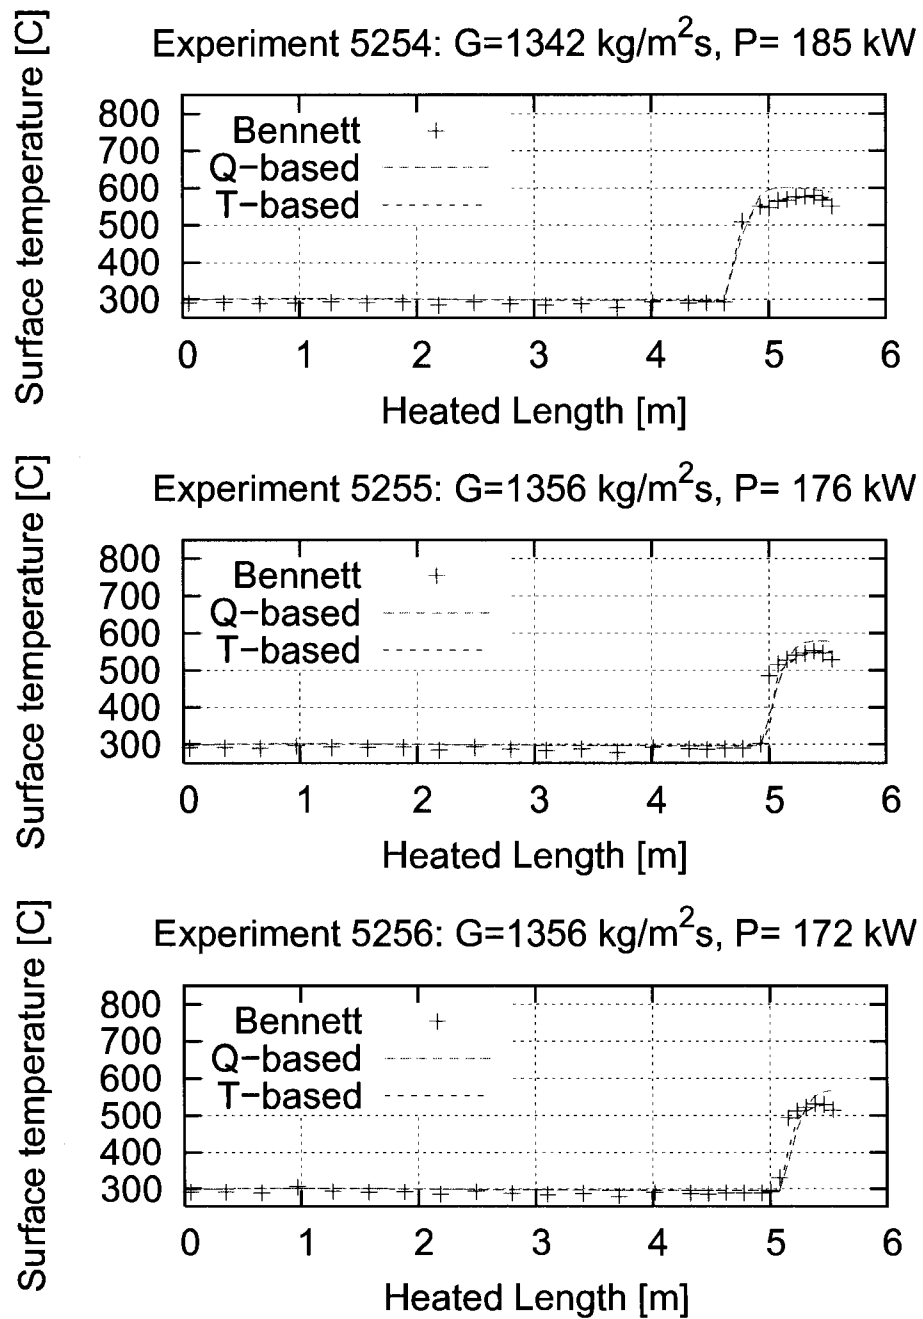 Experiment 5254: G=1342 kg/m²s, P= 185 kW
Surface temperature [C]
800
700
600
500
400
300
Bennett
Q−based
T−based
0 1 2 3 4 5 6
Heated Length [m]
Experiment 5255: G=1356 kg/m²s, P= 176 kW
Surface temperature [C]
800
700
600
500
400
300
Bennett
Q−based
T−based
0 1 2 3 4 5 6
Heated Length [m]
Experiment 5256: G=1356 kg/m²s, P= 172 kW
Surface temperature [C]
800
700
600
500
400
300
Bennett
Q−based
T−based
0 1 2 3 4 5 6
Heated Length [m]